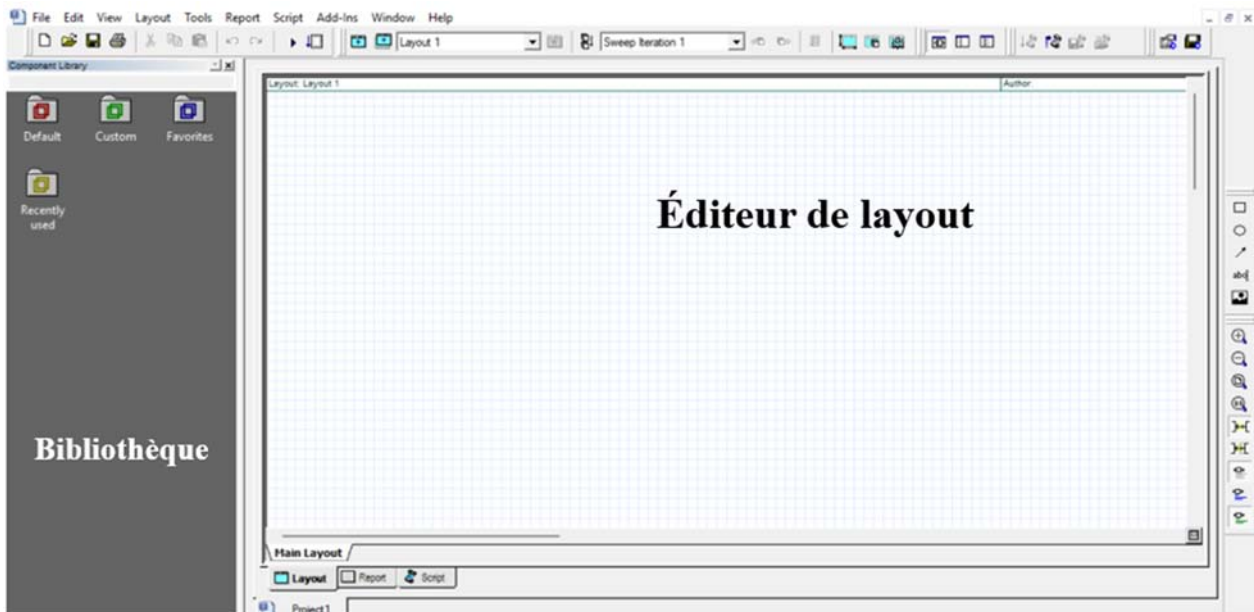 File Edit View Layout Tools Report Script Add-Ins Window Help
Layout 1
Sweep Iteration 1
Component Library
Layout: Layout 1
Author:
Default Custom Favorites
Recently
used
Éditeur de layout
abc
Bibliothèque
Main Layout
Layout Report Script
Project1